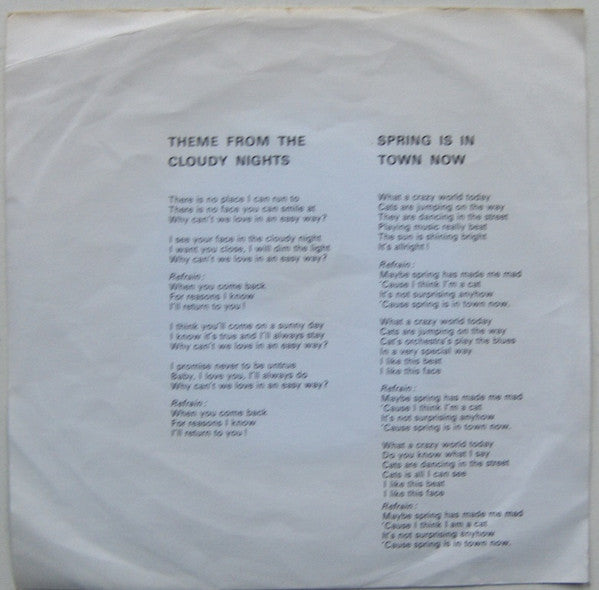 THEME FROM THE
CLOUDY NIGHTS
There is no place I can run to
There is no face you can smile at
Why can't we love in an easy way?
I see your face in the cloudy night
I want you close, I will dim the light
Why can't we love in an easy way?
Refrain:
When you come back
For reasons I know
I'll return to you!
I think you'll come on a sunny day
I know it's true and I'll always stay
Why can't we love in an easy way?
I promise never to be untrue
Baby, I love you, I'll always do
Why can't we love in an easy way?
Refrain:
When you come back
For reasons I know
I'll return to you!
SPRING IS IN
TOWN NOW
What a crazy world today
Cats are jumping on the way
They are dancing in the street
Playing music really beat
The sun is shining bright
It's allright!
Refrain:
Maybe spring has made me mad
'Cause I think I'm a cat
It's not surprising anyhow
'Cause spring is in town now.
What a crazy world today
Cats are jumping on the way
Cat's orchestra's play the blues
In a very special way
I like this beat
I like this face
Refrain:
Maybe spring has made me mad
'Cause I think I'm a cat
It's not surprising anyhow
'Cause spring is in town now.
What a crazy world today
Do you know what I say
Cats are dancing in the street
Cats is all I can see
I like this beat
I like this face
Refrain:
Maybe spring has made me mad
'Cause I think I am a cat
It's not surprising anyhow
'Cause spring is in town now.